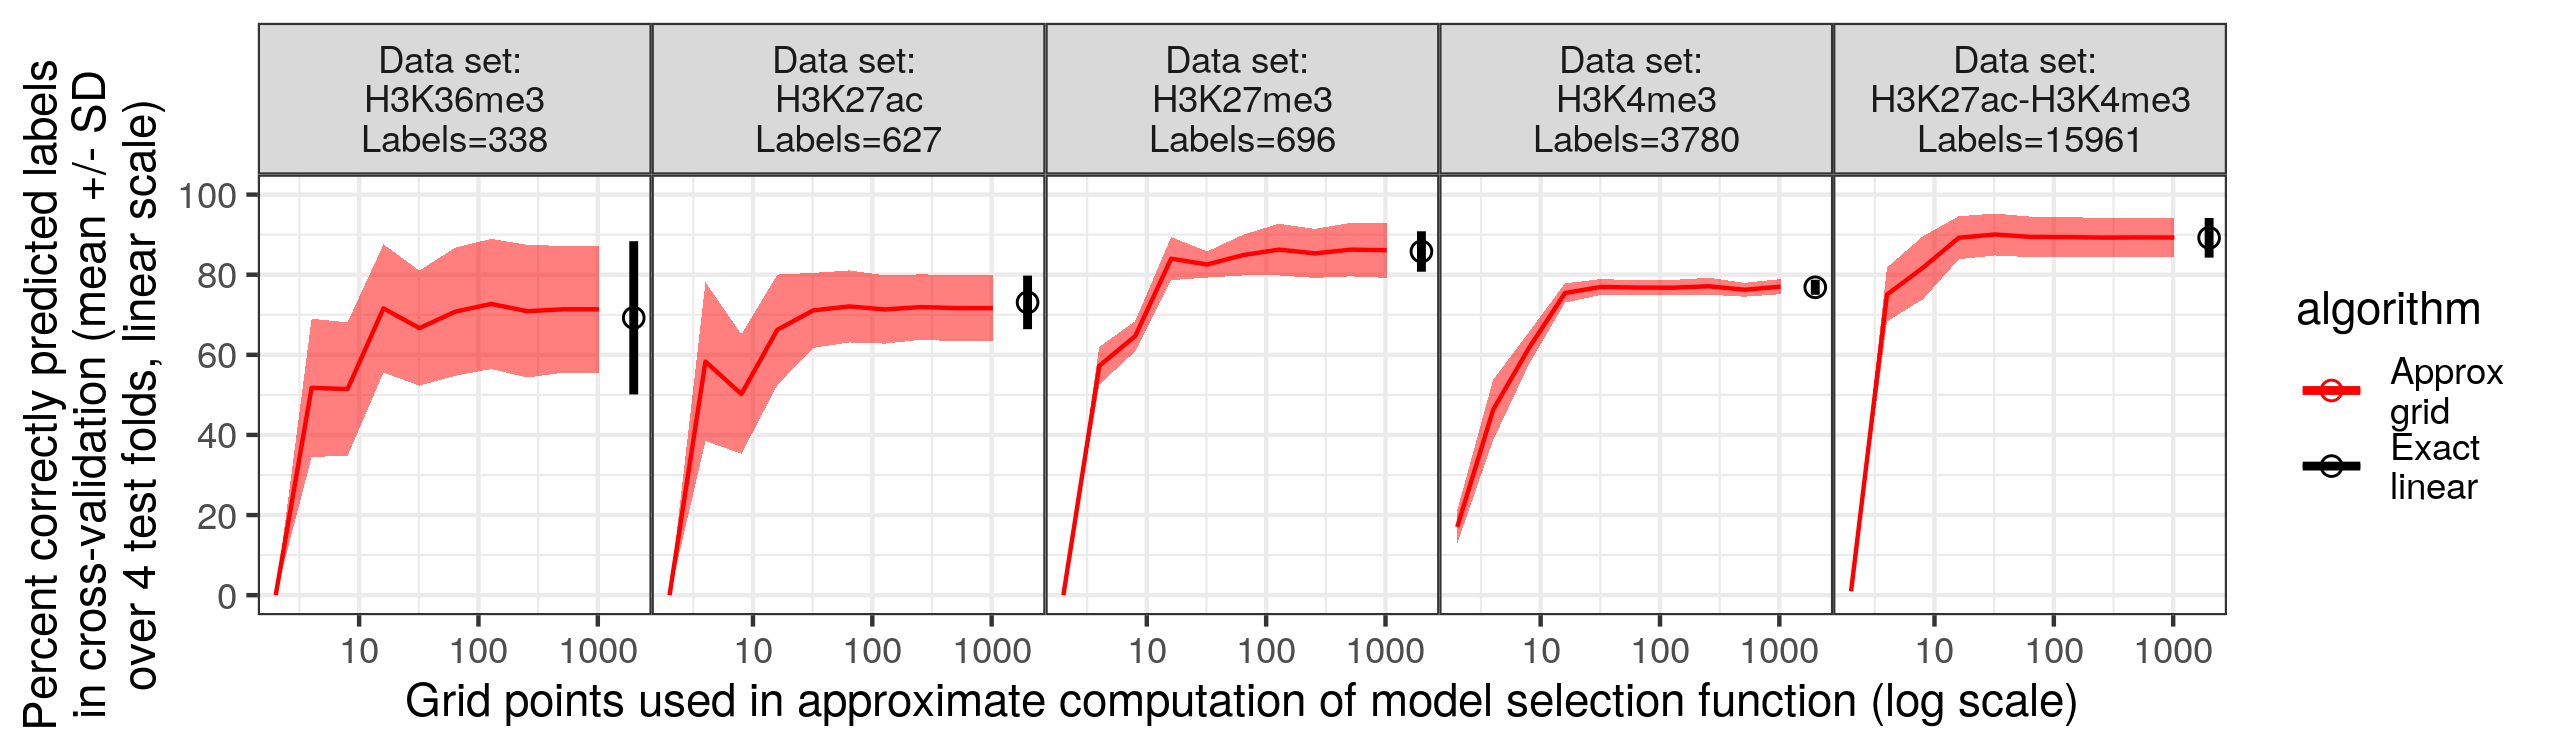 Data set:
H3K36me3
Labels=338
Data set:
H3K27ac
Labels=627
Data set:
H3K27me3
Labels=696
Data set:
H3K4me3
Labels=3780
Data set:
H3K27ac-H3K4me3
Labels=15961
Percent correctly predicted labels
in cross-validation (mean +/- SD
over 4 test folds, linear scale)
100
80
60
40
20
0
10 100 1000
10 100 1000
10 100 1000
10 100 1000
10 100 1000
Grid points used in approximate computation of model selection function (log scale)
algorithm
Approx
grid
Exact
linear